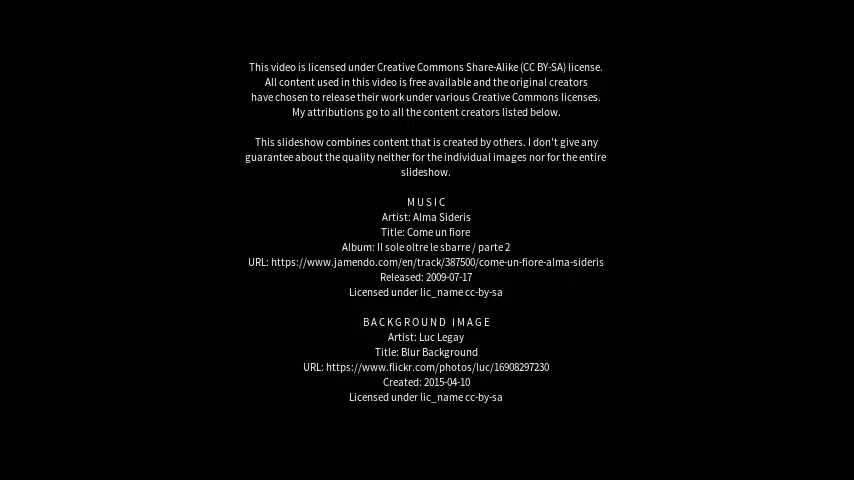 This video is licensed under Creative Commons Share-Alike (CC BY-SA) license.
All content used in this video is free available and the original creators
have chosen to release their work under various Creative Commons licenses.
My attributions go to all the content creators listed below.
This slideshow combines content that is created by others. I don't give any
guarantee about the quality neither for the individual images nor for the entire
slideshow.
MUSIC
Artist: Alma Sideris
Title: Come un fiore
Album: Il sole oltre le sbarre / parte 2
URL: https://www.jamendo.com/en/track/387500/come-un-fiore-alma-sideris
Released: 2009-07-17
Licensed under lic_name cc-by-sa
BACKGROUND IMAGE
Artist: Luc Legay
Title: Blur Background
URL: https://www.flickr.com/photos/luc/16908297230
Created: 2015-04-10
Licensed under lic_name cc-by-sa